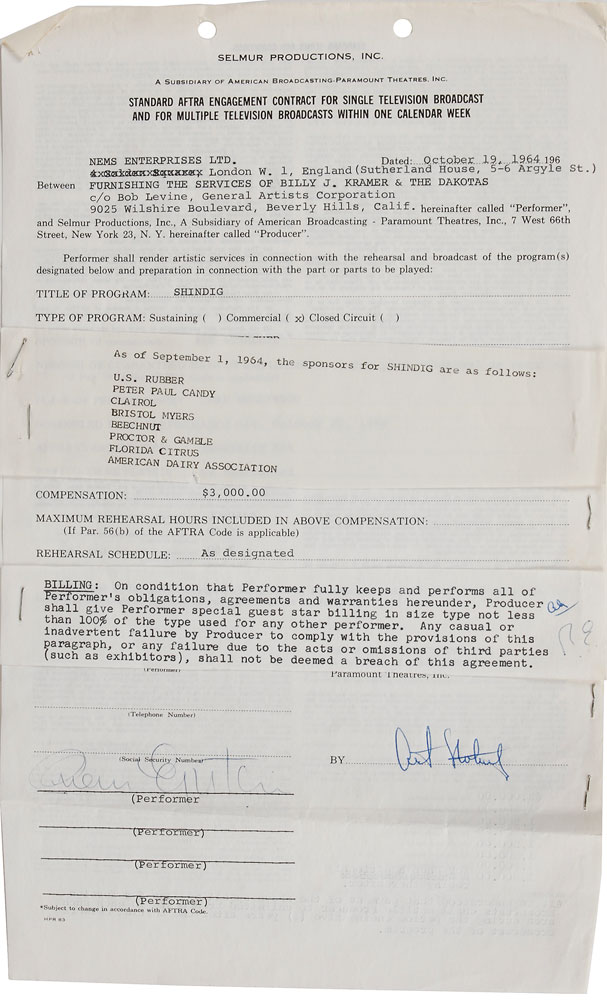 SELMUR PRODUCTIONS, INC.
A SUBSIDIARY OF AMERICAN BROADCASTING-PARAMOUNT THEATRES, INC.
STANDARD AFTRA ENGAGEMENT CONTRACT FOR SINGLE TELEVISION BROADCAST
AND FOR MULTIPLE TELEVISION BROADCASTS WITHIN ONE CALENDAR WEEK
NEMS ENTERPRISES LTD. Dated: October 19, 1964 196
London W. 1, England (Sutherland House, 5-6 Argyle St.)
Between FURNISHING THE SERVICES OF BILLY J. KRAMER & THE DAKOTAS
c/o Bob Levine, General Artists Corporation
9025 Wilshire Boulevard, Beverly Hills, Calif. hereinafter called "Performer",
and Selmur Productions, Inc., A Subsidiary of American Broadcasting - Paramount Theatres, Inc., 7 West 66th
Street, New York 23, N. Y. hereinafter called "Producer".
Performer shall render artistic services in connection with the rehearsal and broadcast of the program(s)
designated below and preparation in connection with the part or parts to be played:
TITLE OF PROGRAM: SHINDIG
TYPE OF PROGRAM: Sustaining ( ) Commercial ( x) Closed Circuit ( )
As of September 1, 1964, the sponsors for SHINDIG are as follows:
U.S. RUBBER
PETER PAUL CANDY
CLAIROL
BRISTOL MYERS
BEECHNUT
PROCTOR & GAMBLE
FLORIDA CITRUS
AMERICAN DAIRY ASSOCIATION
COMPENSATION: $3,000.00
MAXIMUM REHEARSAL HOURS INCLUDED IN ABOVE COMPENSATION:
(If Par. 56(b) of the AFTRA Code is applicable)
REHEARSAL SCHEDULE: As designated
BILLING: On condition that Performer fully keeps and performs all of
Performer's obligations, agreements and warranties hereunder, Producer
shall give Performer special guest star billing in size type not less
than 100% of the type used for any other performer. Any casual or
inadvertent failure by Producer to comply with the provisions of this
paragraph, or any failure due to the acts or omissions of third parties
(such as exhibitors), shall not be deemed a breach of this agreement.
(Performer) Paramount Theatres, Inc.
(Telephone Number)
(Social Security Number) BY
(Performer
(Performer)
(Performer)
(Performer)
*Subject to change in accordance with AFTRA Code.